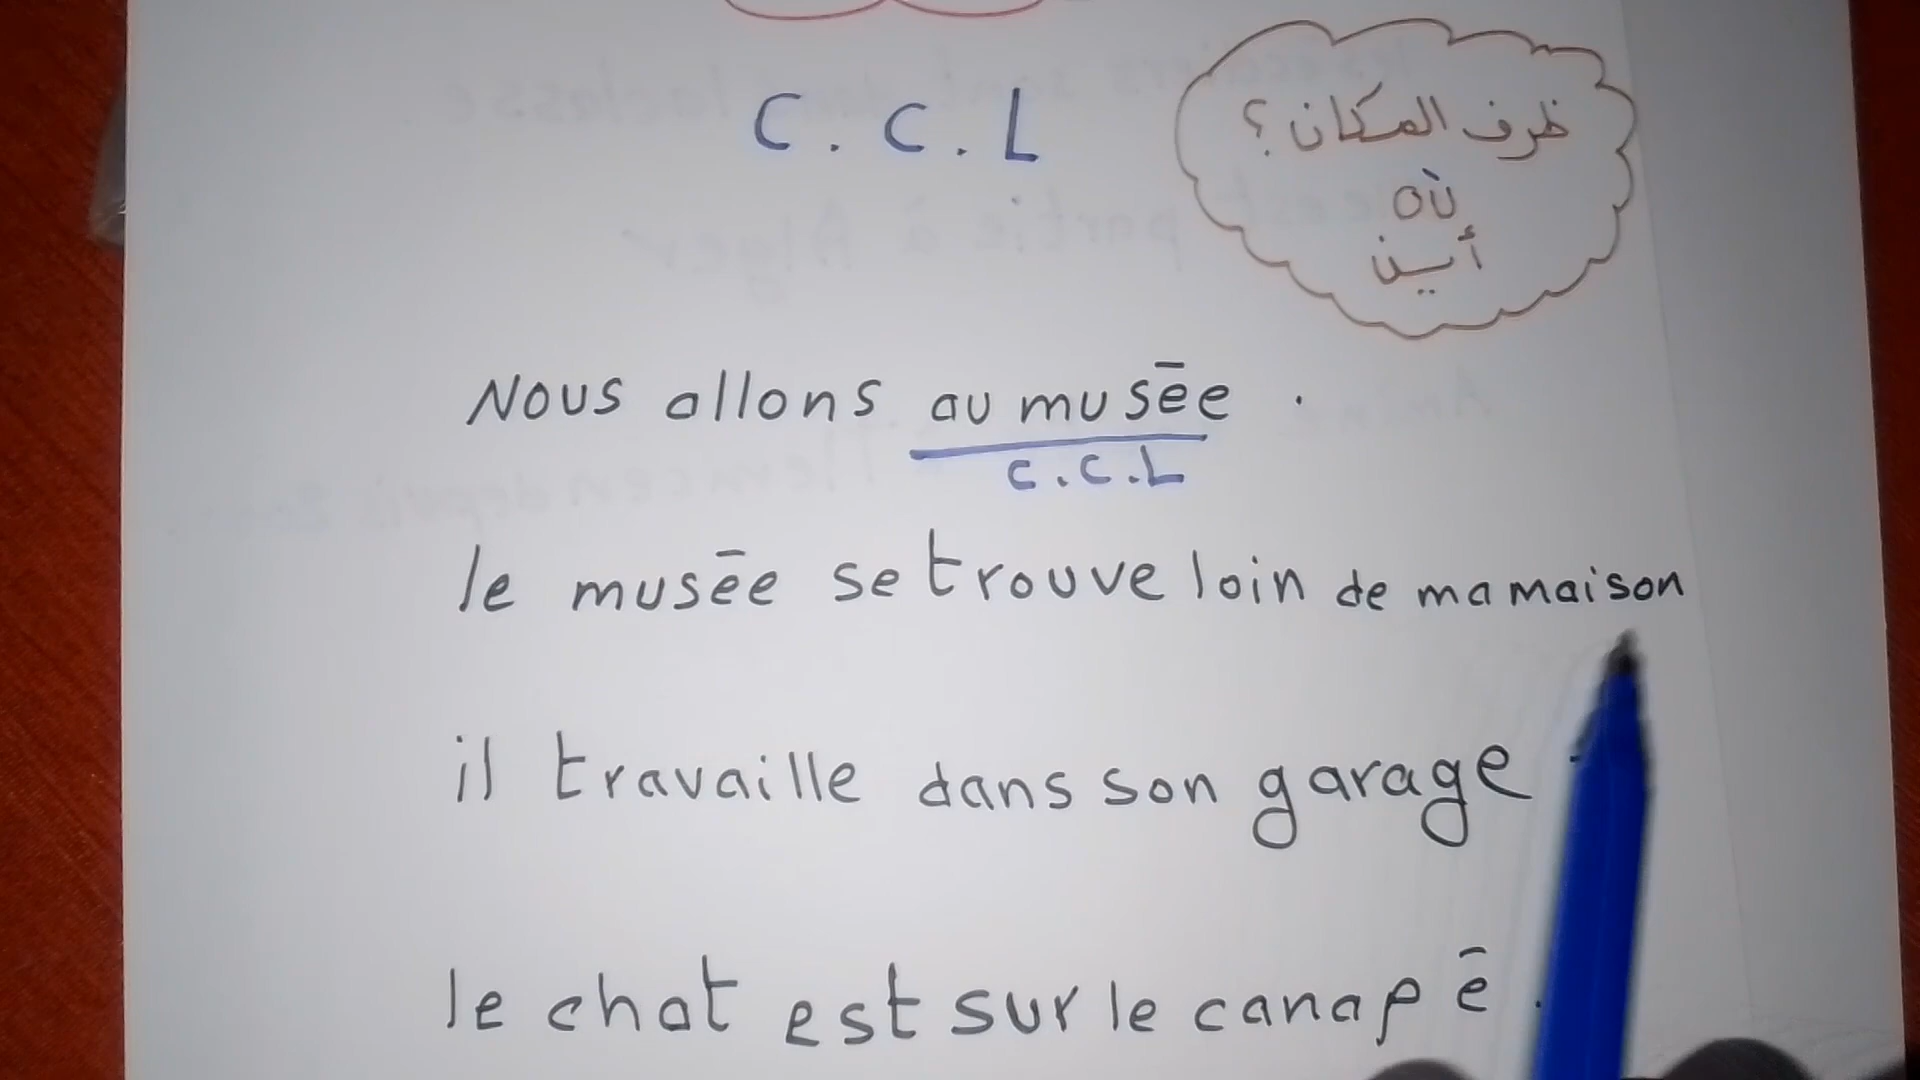 C.C.L
ظرف المكان؟
où
أين
Nous allons au musée.
C.C.L
le musée se trouve loin de ma maison
il travaille dans son garage.
le chat est sur le canapé.